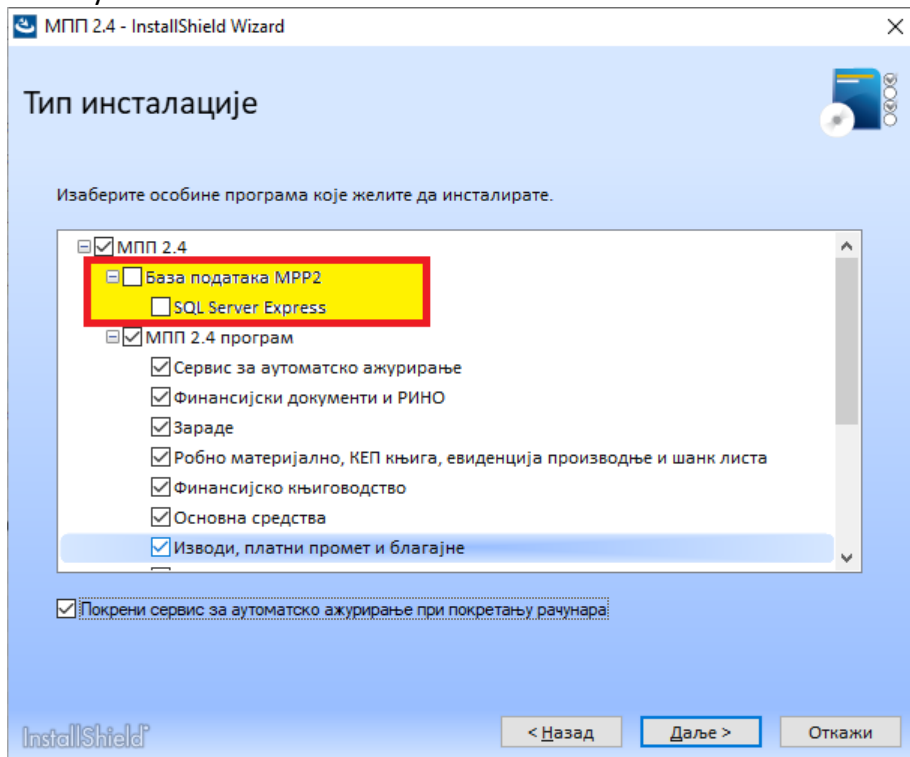 МПП 2.4 - InstallShield Wizard
Тип инсталације
Изаберите особине програма које желите да инсталирате.
МПП 2.4
База података MPP2
SQL Server Express
МПП 2.4 програм
Сервис за аутоматско ажурирање
Финансијски документи и РИНО
Зараде
Робно материјално, КЕП књига, евиденција производње и шанк листа
Финансијско књиговодство
Основна средства
Изводи, платни промет и благајне
Покрени сервис за аутоматско ажурирање при покретању рачунара
InstallShield
< Назад Даље > Откажи